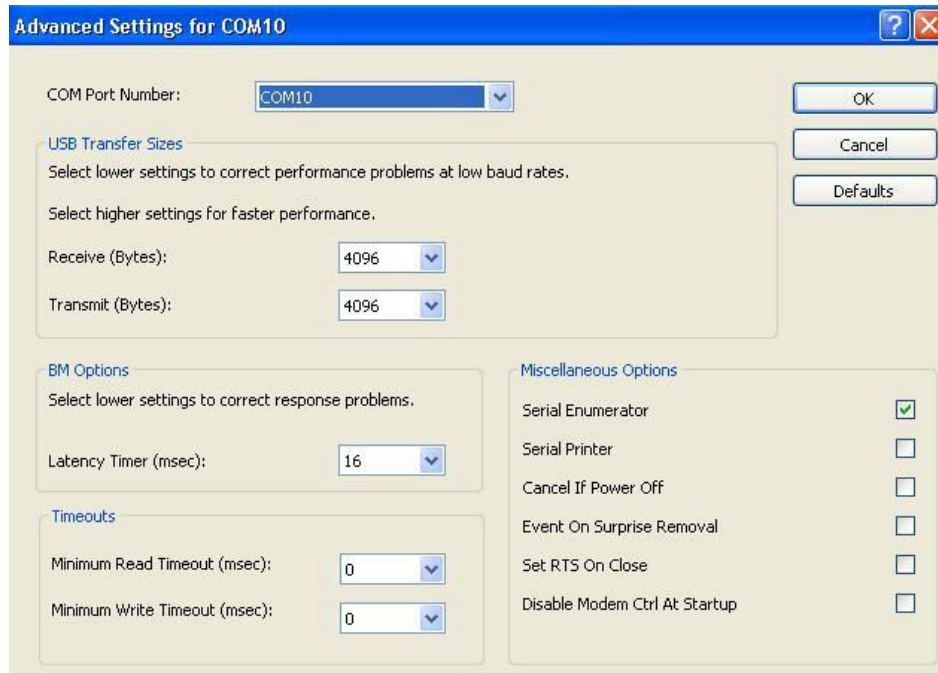 Advanced Settings for COM10
COM Port Number:
COM10
OK
Cancel
Defaults
USB Transfer Sizes
Select lower settings to correct performance problems at low baud rates.
Select higher settings for faster performance.
Receive (Bytes):
4096
Transmit (Bytes):
4096
BM Options
Select lower settings to correct response problems.
Latency Timer (msec):
16
Timeouts
Minimum Read Timeout (msec):
0
Minimum Write Timeout (msec):
0
Miscellaneous Options
Serial Enumerator
Serial Printer
Cancel If Power Off
Event On Surprise Removal
Set RTS On Close
Disable Modem Ctrl At Startup